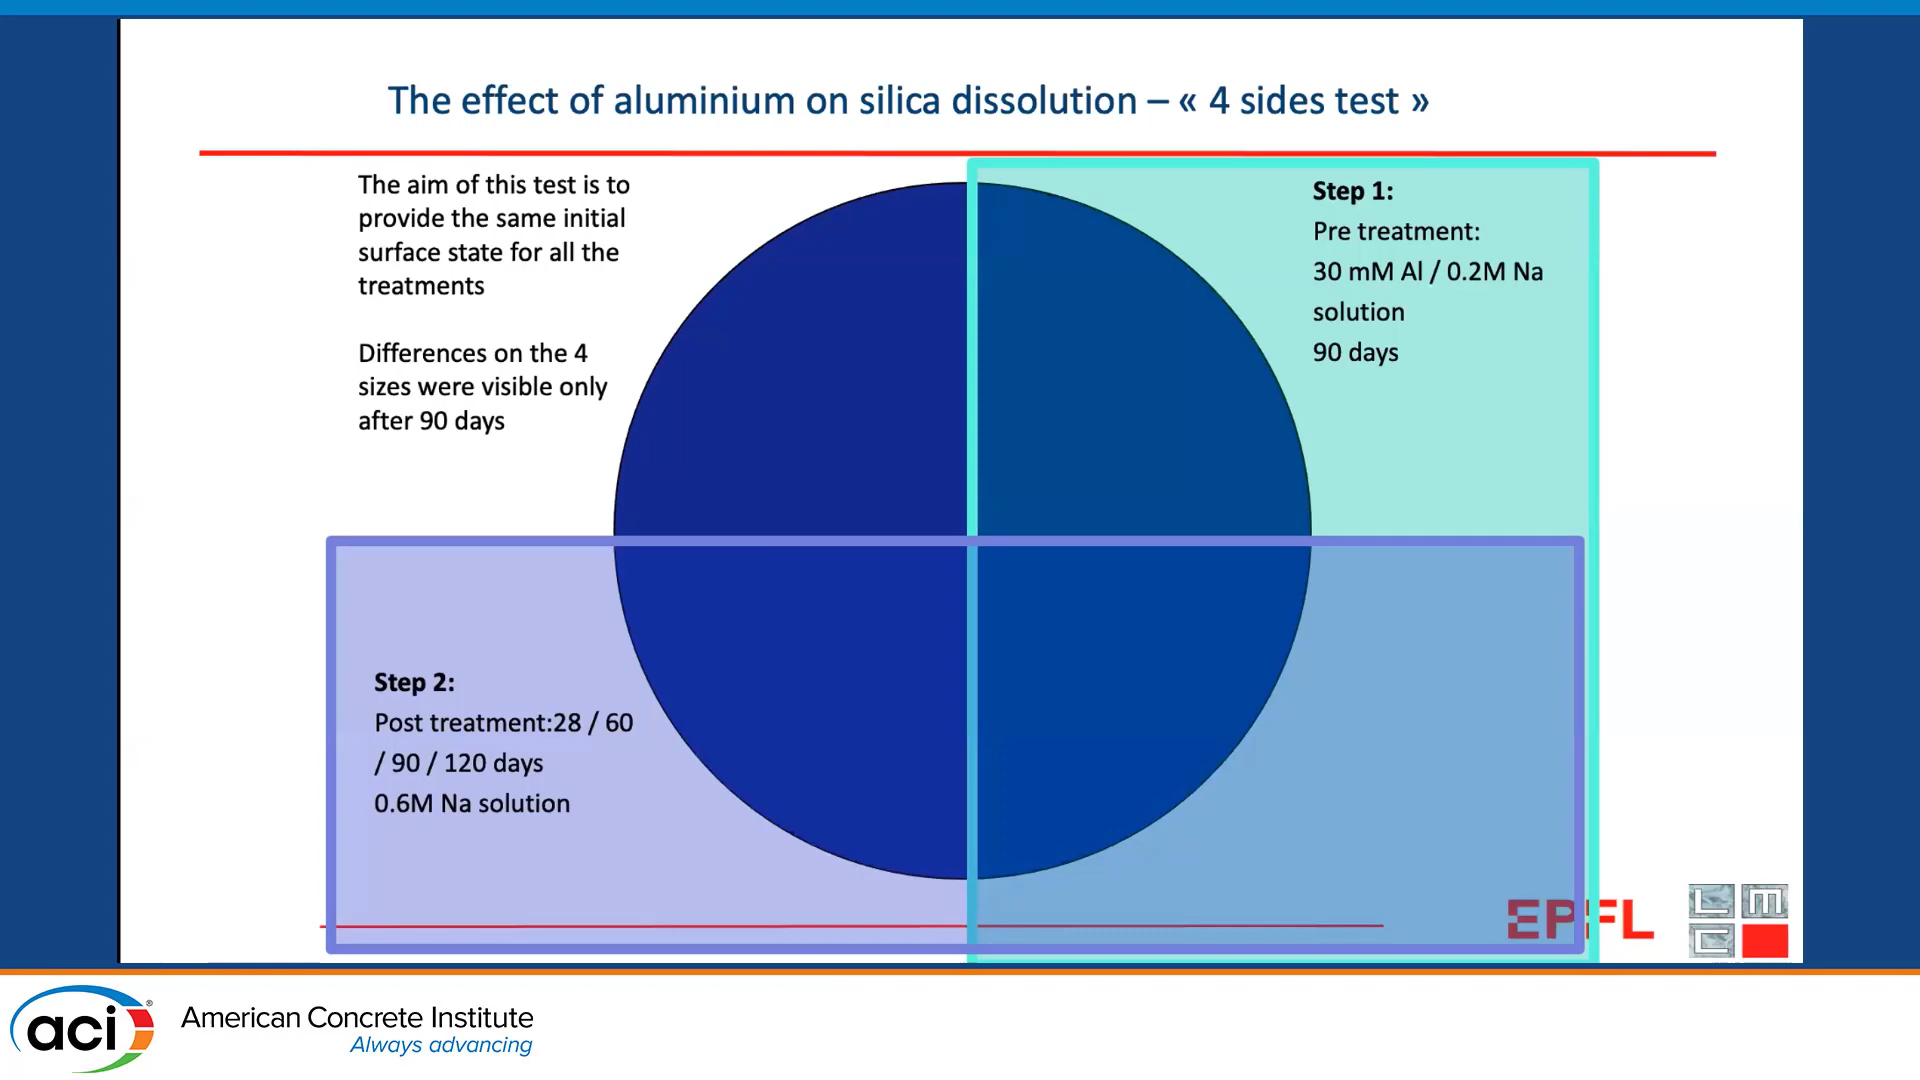 The effect of aluminium on silica dissolution – « 4 sides test »
The aim of this test is to
provide the same initial
surface state for all the
treatments
Differences on the 4
sizes were visible only
after 90 days
Step 1:
Pre treatment:
30 mM Al / 0.2M Na
solution
90 days
Step 2:
Post treatment:28 / 60
/ 90 / 120 days
0.6M Na solution
EPFL
L M
C
aci®
American Concrete Institute
Always advancing